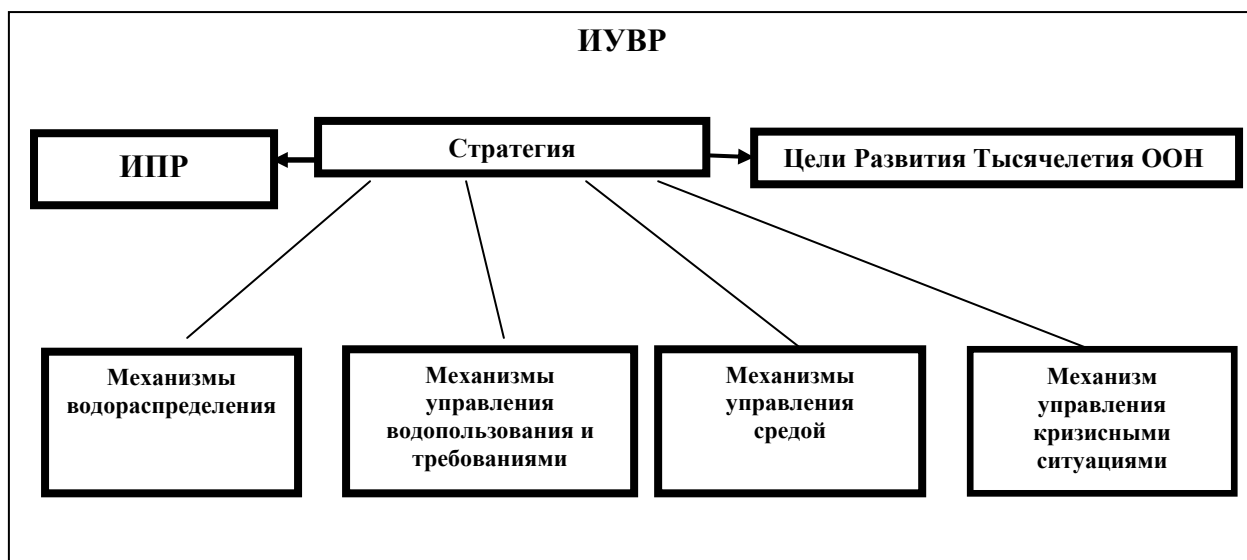 ИУВР
ИПР
Стратегия
Цели Развития Тысячелетия ООН
Механизмы
водораспределения
Механизмы
управления
водопользования и
требованиями
Механизмы
управления
средой
Механизм
управления
кризисными
ситуациями